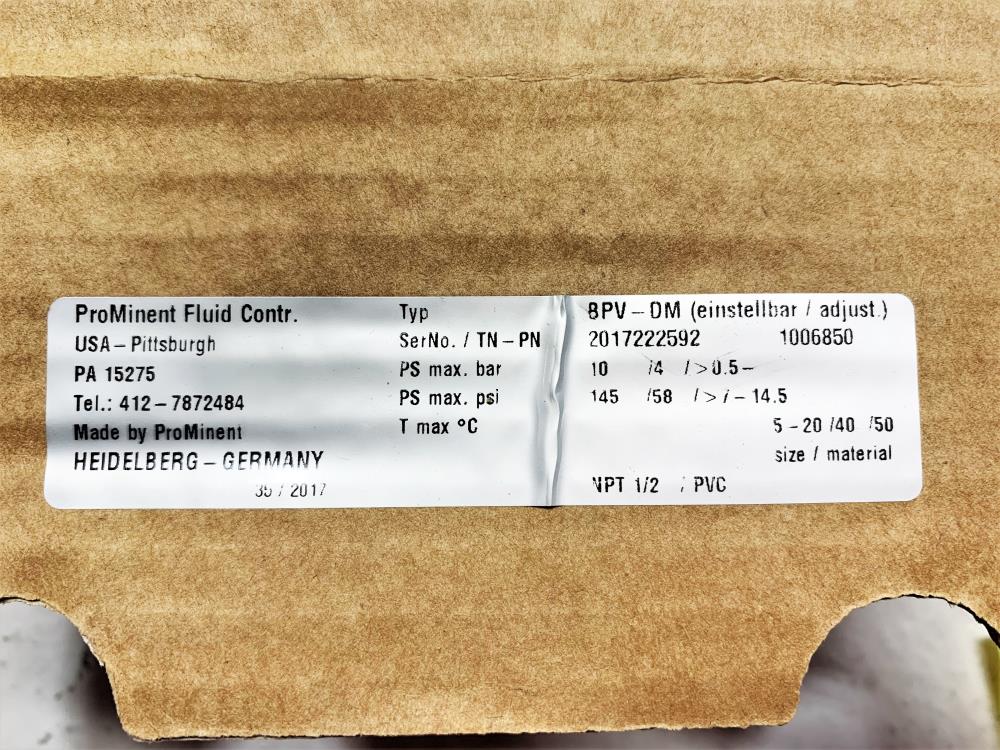 ProMinent Fluid Contr.
USA – Pittsburgh
PA 15275
Tel.: 412 – 7872484
Made by ProMinent
HEIDELBERG – GERMANY
35 / 2017
Typ
SerNo. / TN – PN
PS max. bar
PS max. psi
T max °C
BPV – DM (einstellbar / adjust.)
2017222592 1006850
10 /4 / > 0.5 –
145 /58 / > / – 14.5
5 – 20 /40 /50
size / material
NPT 1/2 / PVC